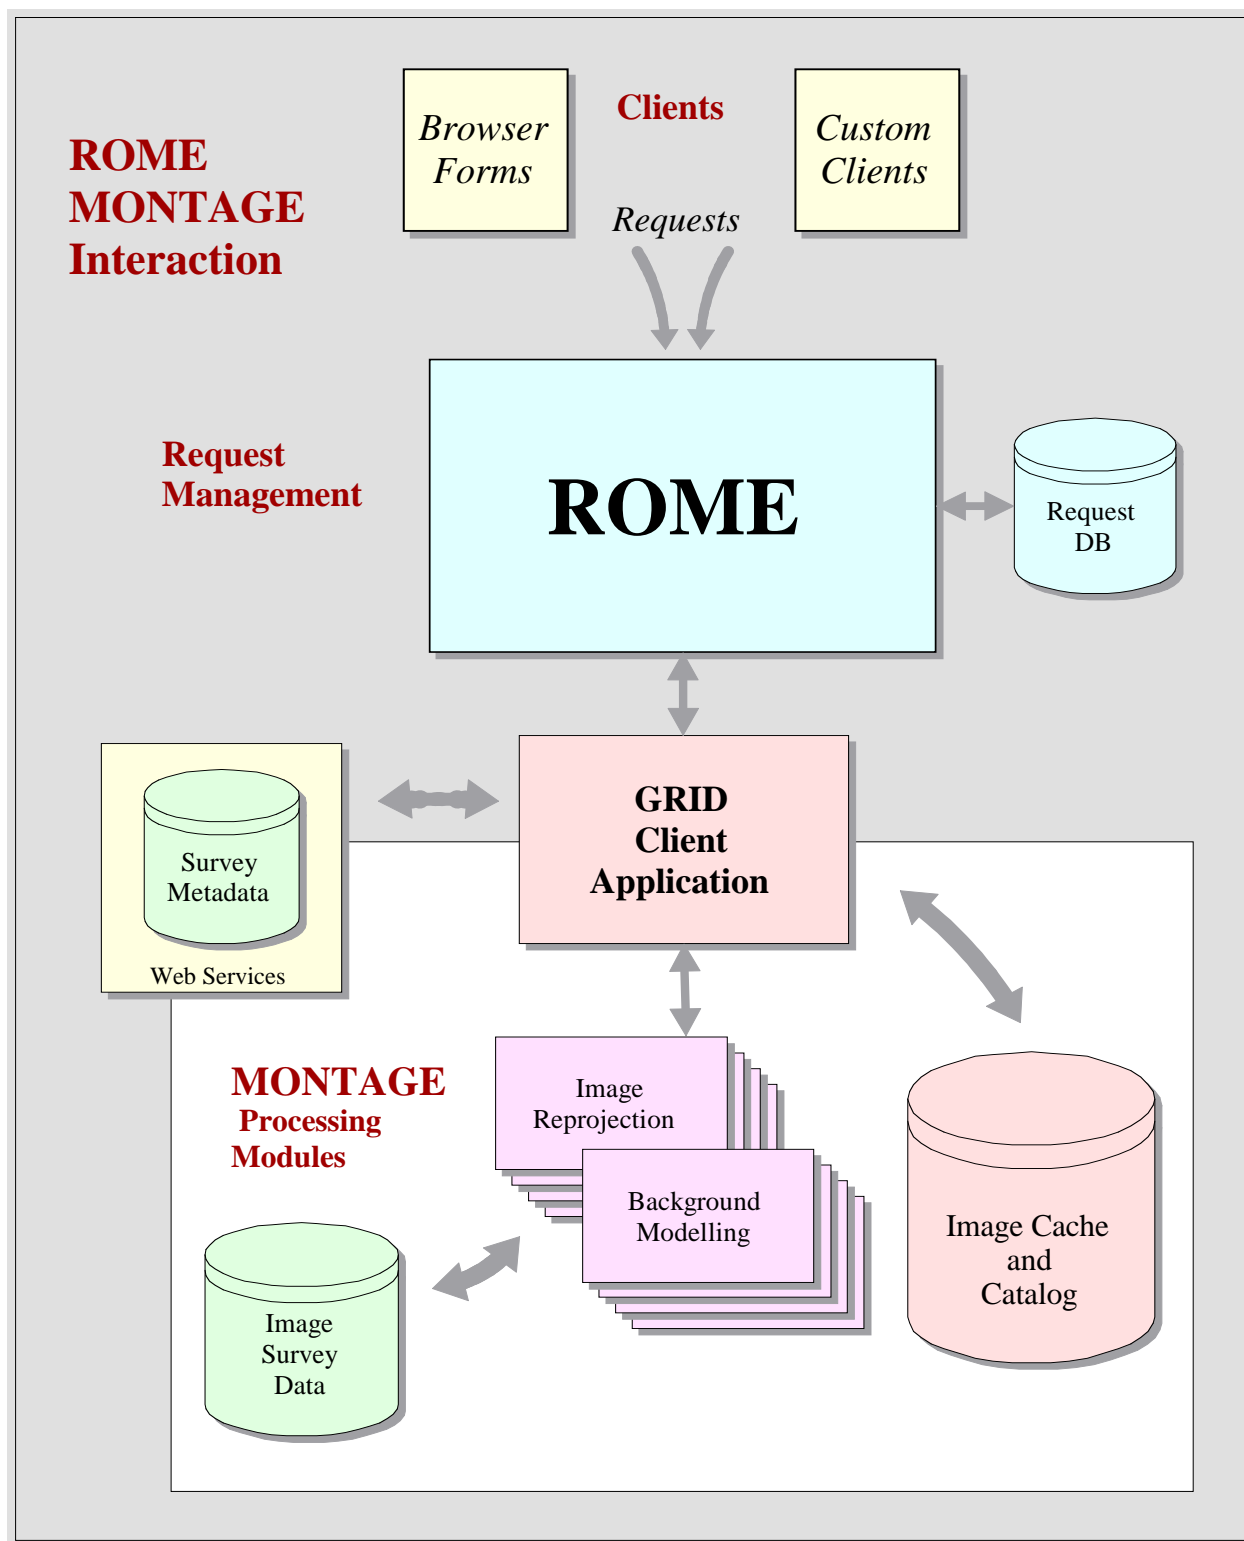 Browser
Forms
Clients
Custom
Clients
ROME
MONTAGE
Interaction
Requests
Request
Management
ROME
Request
DB
Survey
Metadata
Web Services
GRID
Client
Application
MONTAGE
Processing
Modules
Image
Reprojection
Background
Modelling
Image
Survey
Data
Image Cache
and
Catalog